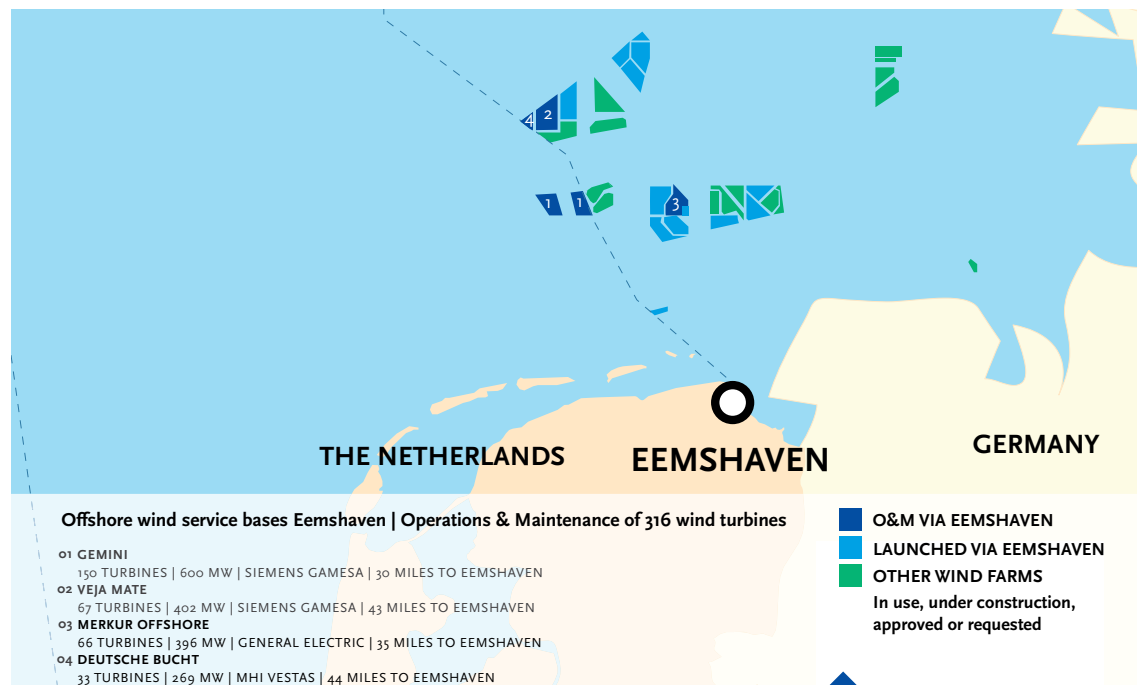 4 2
1 1 3
THE NETHERLANDS
EEMSHAVEN
GERMANY
Offshore wind service bases Eemshaven | Operations & Maintenance of 316 wind turbines
01 GEMINI
150 TURBINES | 600 MW | SIEMENS GAMESA | 30 MILES TO EEMSHAVEN
02 VEJA MATE
67 TURBINES | 402 MW | SIEMENS GAMESA | 43 MILES TO EEMSHAVEN
03 MERKUR OFFSHORE
66 TURBINES | 396 MW | GENERAL ELECTRIC | 35 MILES TO EEMSHAVEN
04 DEUTSCHE BUCHT
33 TURBINES | 269 MW | MHI VESTAS | 44 MILES TO EEMSHAVEN
O&M VIA EEMSHAVEN
LAUNCHED VIA EEMSHAVEN
OTHER WIND FARMS
In use, under construction,
approved or requested